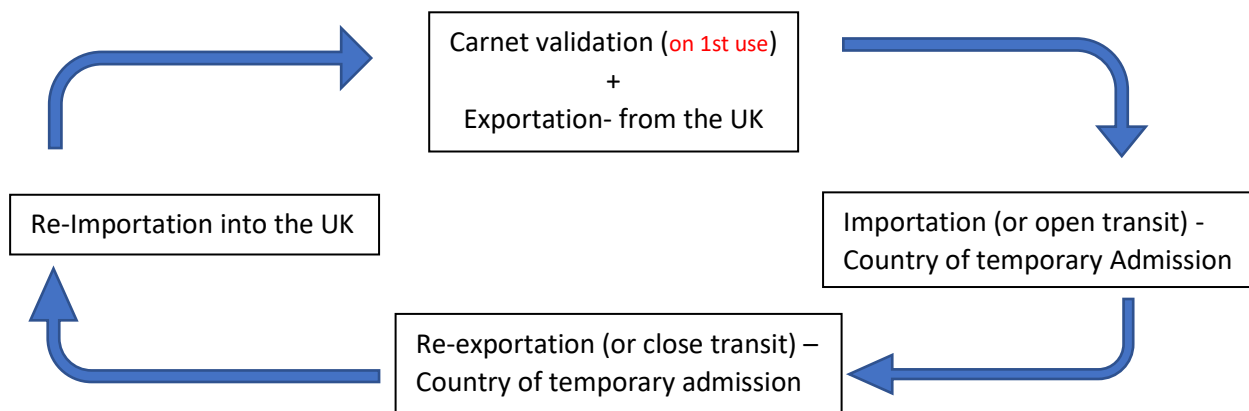 Carnet validation (on 1st use)
+
Exportation- from the UK
Importation (or open transit) -
Country of temporary Admission
Re-exportation (or close transit) –
Country of temporary admission
Re-Importation into the UK